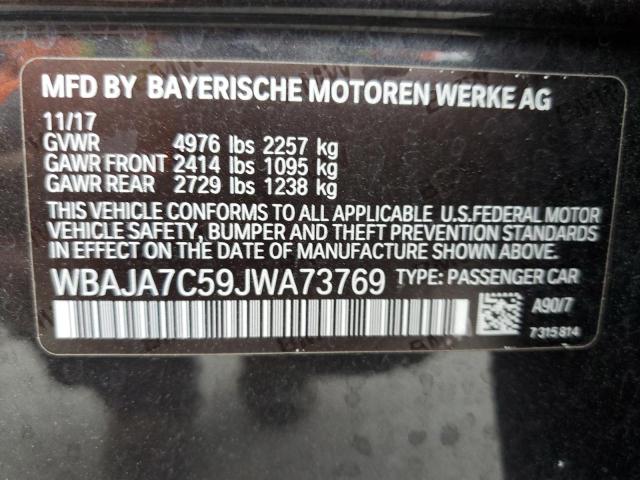 MFD BY BAYERISCHE MOTOREN WERKE AG
11/17
GVWR 4976 lbs 2257 kg
GAWR FRONT 2414 lbs 1095 kg
GAWR REAR 2729 lbs 1238 kg
THIS VEHICLE CONFORMS TO ALL APPLICABLE U.S.FEDERAL MOTOR
VEHICLE SAFETY, BUMPER AND THEFT PREVENTION STANDARDS
IN EFFECT ON THE DATE OF MANUFACTURE SHOWN ABOVE.
WBAJA7C59JWA73769 TYPE: PASSENGER CAR
A90/7
7315814